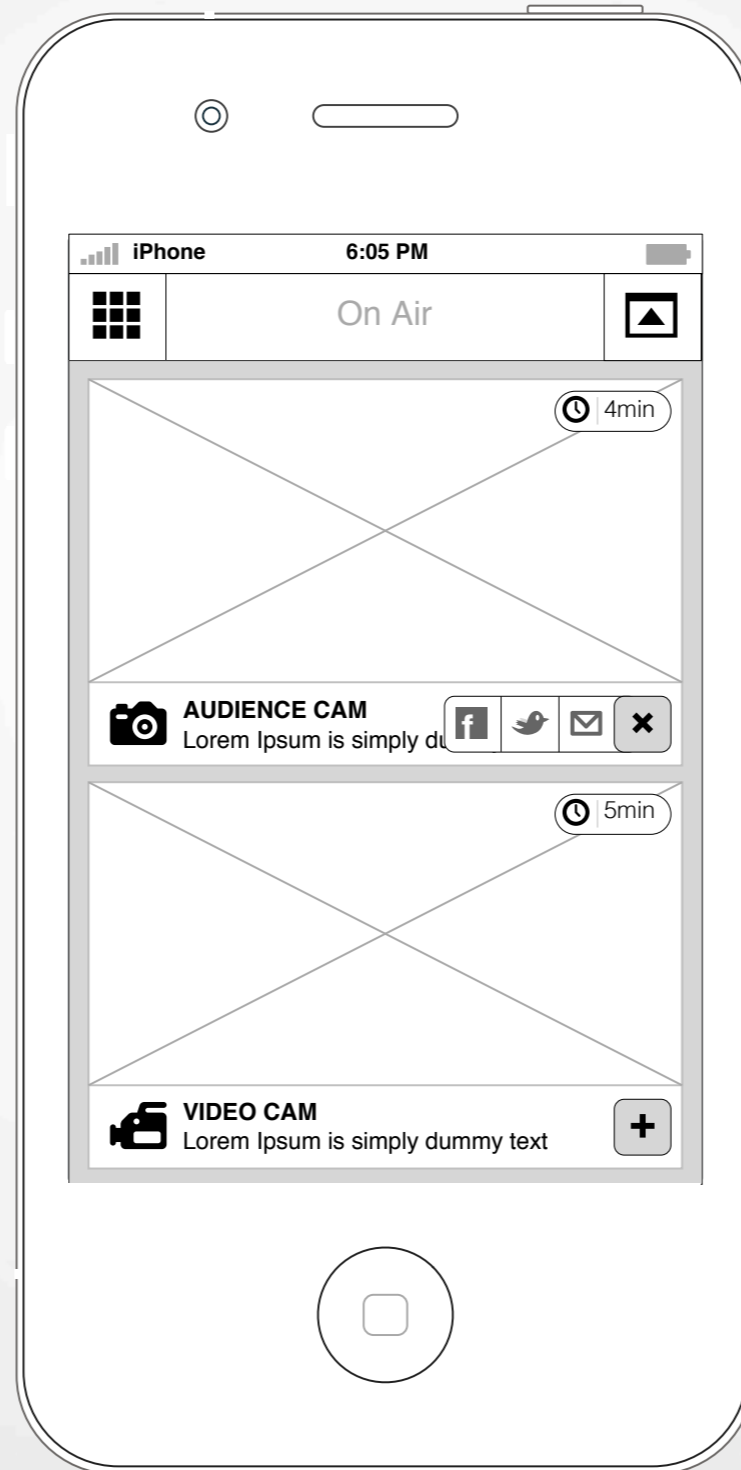 iPhone 6:05 PM
On Air
4min
AUDIENCE CAM
Lorem Ipsum is simply du
5min
VIDEO CAM
Lorem Ipsum is simply dummy text